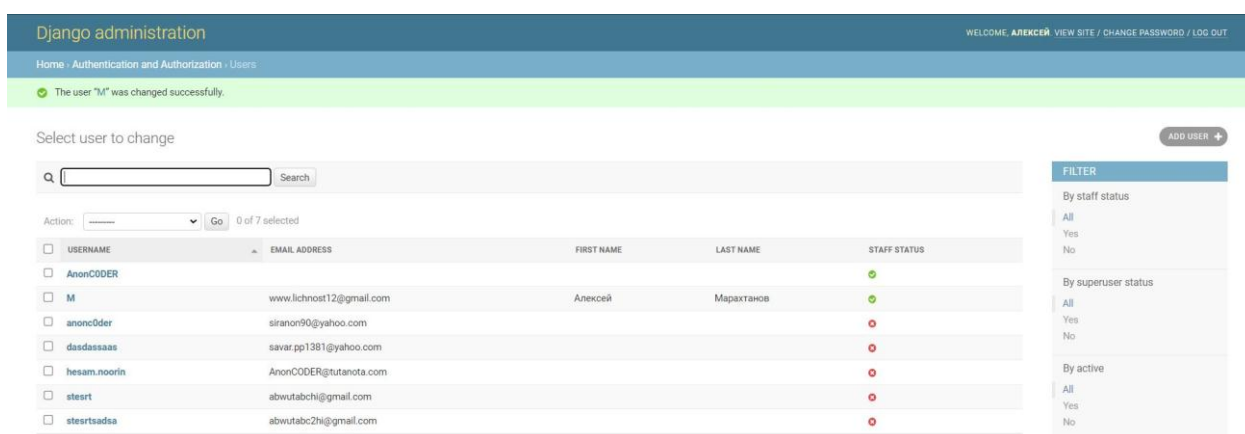 Django administration
WELCOME, АЛЕКСЕЙ. VIEW SITE / CHANGE PASSWORD / LOG OUT
Home › Authentication and Authorization › Users
The user "M" was changed successfully.
Select user to change
ADD USER +
Search
Action: --------- Go 0 of 7 selected
USERNAME EMAIL ADDRESS FIRST NAME LAST NAME STAFF STATUS
AnonC0DER
M www.lichnost12@gmail.com Алексей Марахтанов
anonc0der siranon90@yahoo.com
dasdassaas savar.pp1381@yahoo.com
hesam.noorin AnonC0DER@tutanota.com
stesrt abwutabchi@gmail.com
stesrtsadsa abwutabc2hi@gmail.com
FILTER
By staff status
All
Yes
No
By superuser status
All
Yes
No
By active
All
Yes
No